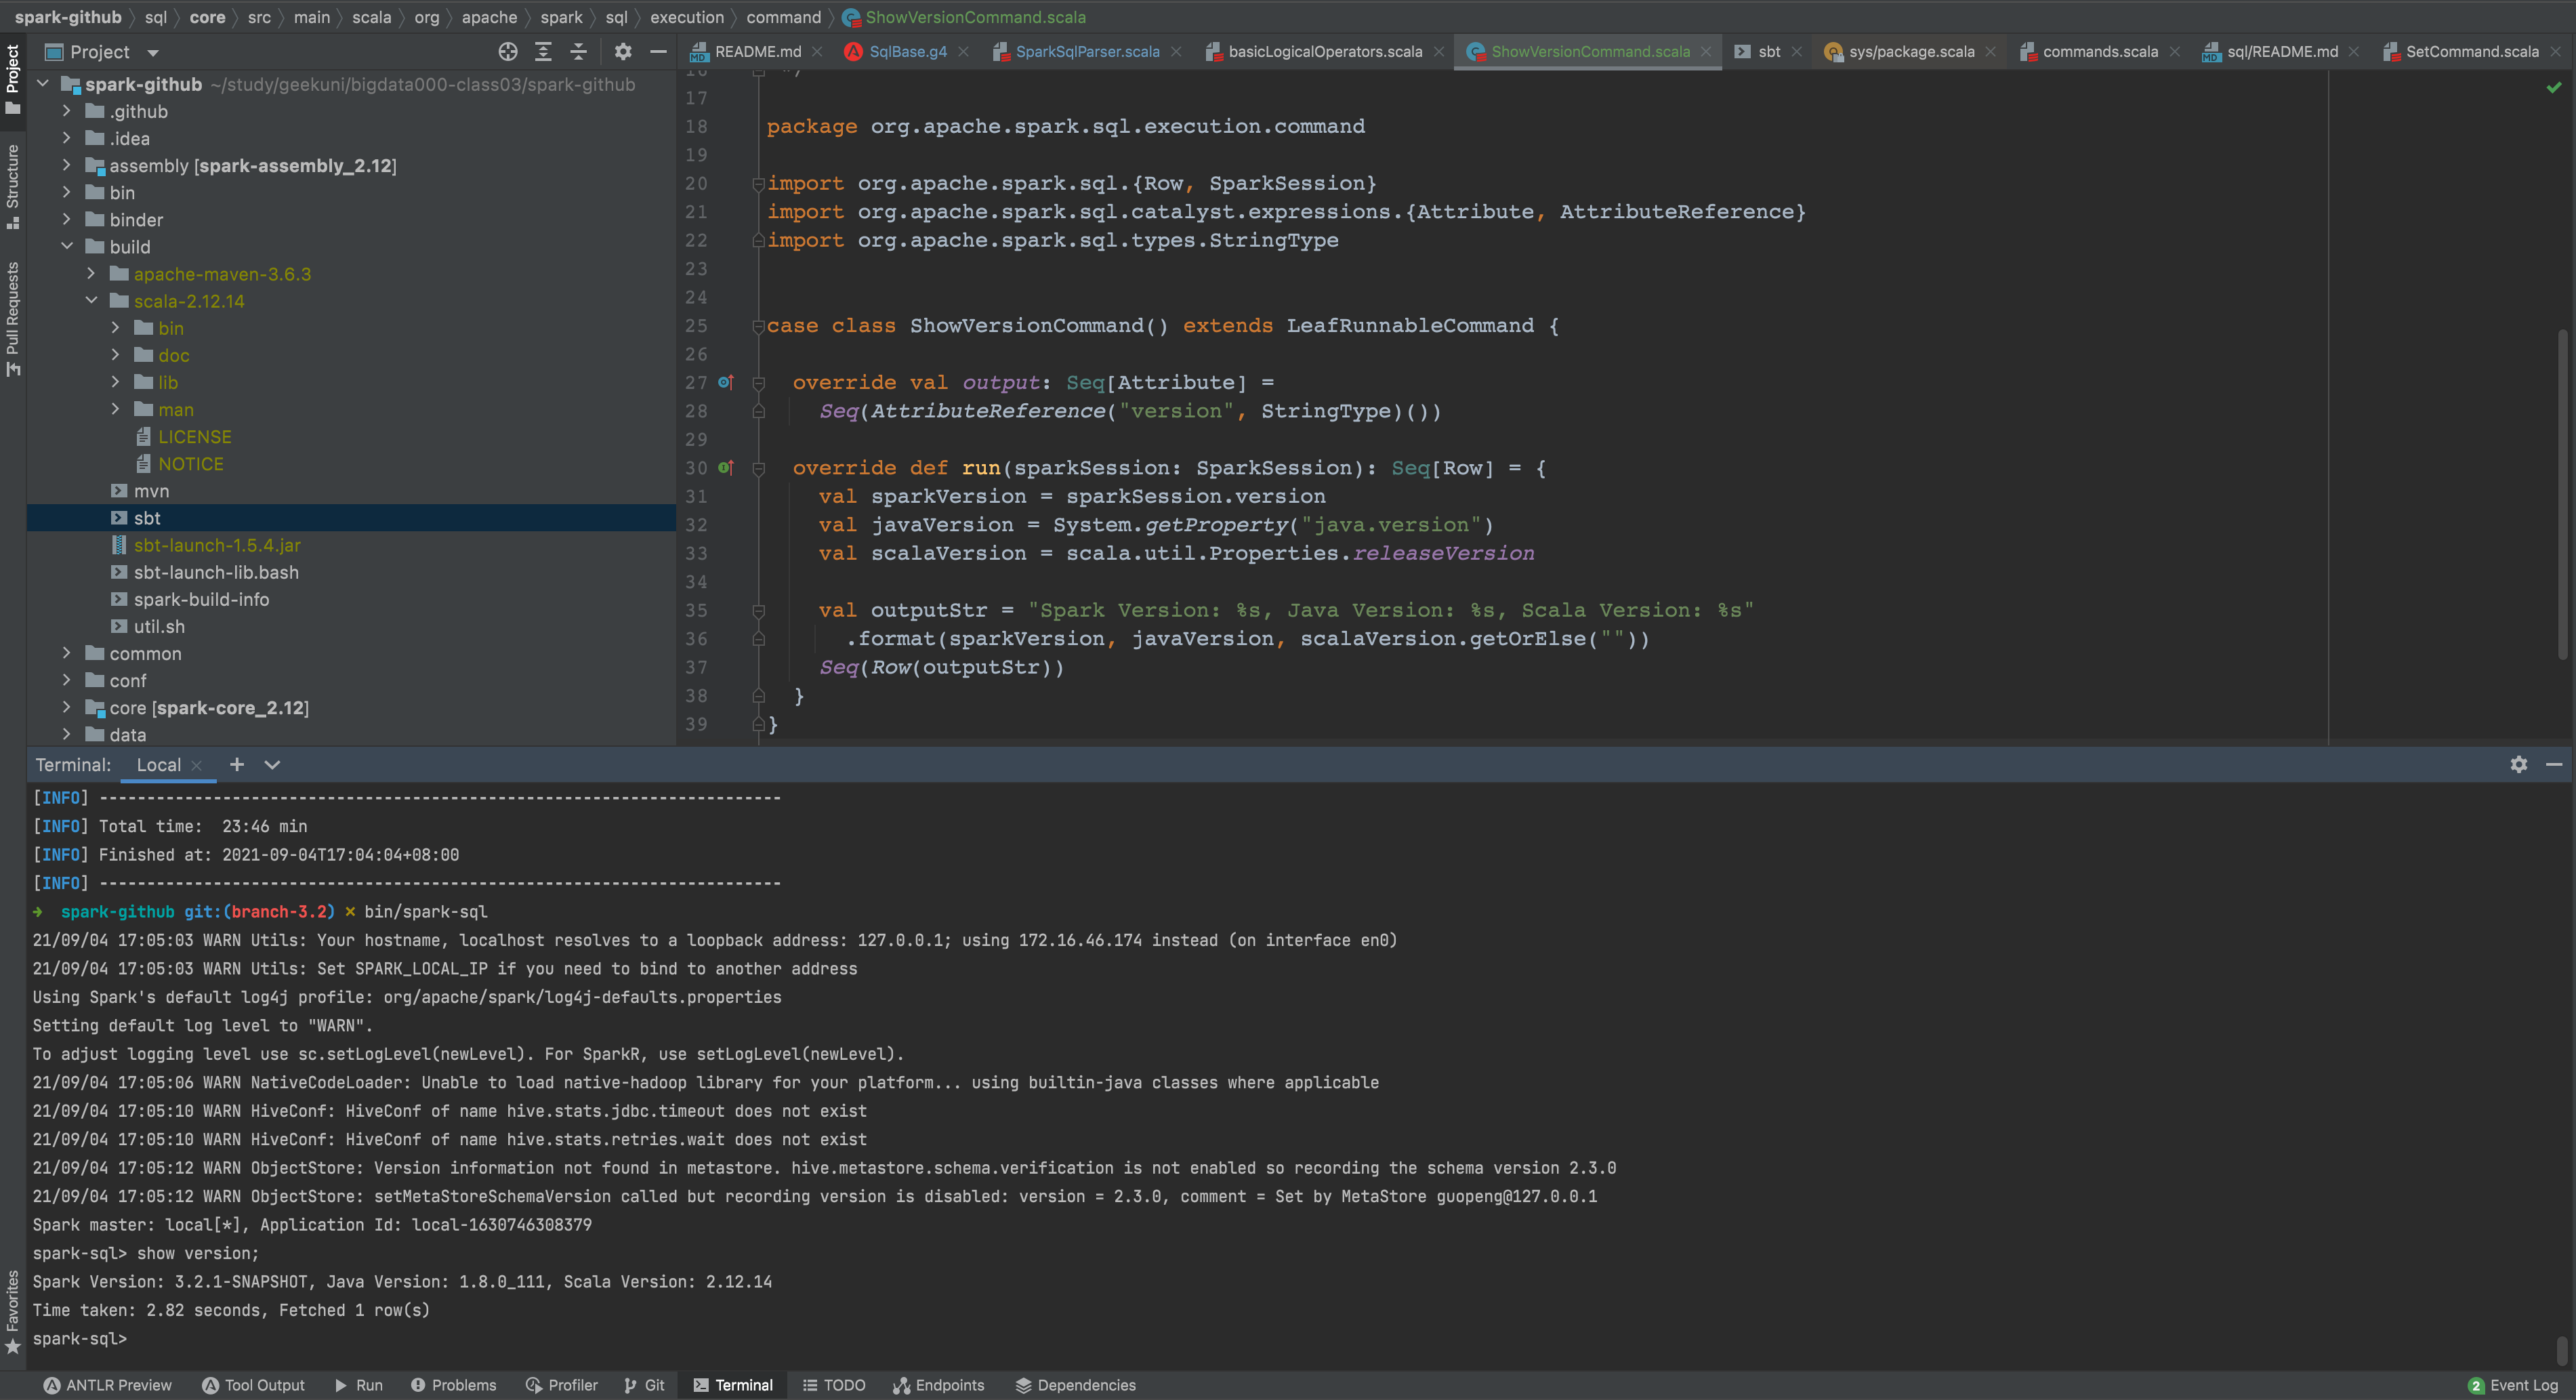 spark-github sql core src main scala org apache spark sql execution command ShowVersionCommand.scala
Project
README.md SqlBase.g4 SparkSqlParser.scala basicLogicalOperators.scala ShowVersionCommand.scala sbt sys/package.scala commands.scala sql/README.md SetCommand.scala
Project
Structure
Pull Requests
Favorites
spark-github ~/study/geekuni/bigdata000-class03/spark-github
.github
.idea
assembly [spark-assembly_2.12]
bin
binder
build
apache-maven-3.6.3
scala-2.12.14
bin
doc
lib
man
LICENSE
NOTICE
mvn
sbt
sbt-launch-1.5.4.jar
sbt-launch-lib.bash
spark-build-info
util.sh
common
conf
core [spark-core_2.12]
data
16 */
17
18 package org.apache.spark.sql.execution.command
19
20 import org.apache.spark.sql.{Row, SparkSession}
21 import org.apache.spark.sql.catalyst.expressions.{Attribute, AttributeReference}
22 import org.apache.spark.sql.types.StringType
23
24
25 case class ShowVersionCommand() extends LeafRunnableCommand {
26
27 override val output: Seq[Attribute] =
28 Seq(AttributeReference("version", StringType)())
29
30 override def run(sparkSession: SparkSession): Seq[Row] = {
31 val sparkVersion = sparkSession.version
32 val javaVersion = System.getProperty("java.version")
33 val scalaVersion = scala.util.Properties.releaseVersion
34
35 val outputStr = "Spark Version: %s, Java Version: %s, Scala Version: %s"
36 .format(sparkVersion, javaVersion, scalaVersion.getOrElse(""))
37 Seq(Row(outputStr))
38 }
39 }
Terminal: Local
[INFO] ------------------------------------------------------------------------
[INFO] Total time:  23:46 min
[INFO] Finished at: 2021-09-04T17:04:04+08:00
[INFO] ------------------------------------------------------------------------
➜  spark-github git:(branch-3.2) ✗ bin/spark-sql
21/09/04 17:05:03 WARN Utils: Your hostname, localhost resolves to a loopback address: 127.0.0.1; using 172.16.46.174 instead (on interface en0)
21/09/04 17:05:03 WARN Utils: Set SPARK_LOCAL_IP if you need to bind to another address
Using Spark's default log4j profile: org/apache/spark/log4j-defaults.properties
Setting default log level to "WARN".
To adjust logging level use sc.setLogLevel(newLevel). For SparkR, use setLogLevel(newLevel).
21/09/04 17:05:06 WARN NativeCodeLoader: Unable to load native-hadoop library for your platform... using builtin-java classes where applicable
21/09/04 17:05:10 WARN HiveConf: HiveConf of name hive.stats.jdbc.timeout does not exist
21/09/04 17:05:10 WARN HiveConf: HiveConf of name hive.stats.retries.wait does not exist
21/09/04 17:05:12 WARN ObjectStore: Version information not found in metastore. hive.metastore.schema.verification is not enabled so recording the schema version 2.3.0
21/09/04 17:05:12 WARN ObjectStore: setMetaStoreSchemaVersion called but recording version is disabled: version = 2.3.0, comment = Set by MetaStore guopeng@127.0.0.1
Spark master: local[*], Application Id: local-1630746308379
spark-sql> show version;
Spark Version: 3.2.1-SNAPSHOT, Java Version: 1.8.0_111, Scala Version: 2.12.14
Time taken: 2.82 seconds, Fetched 1 row(s)
spark-sql>
ANTLR Preview Tool Output Run Problems Profiler Git Terminal TODO Endpoints Dependencies 2 Event Log